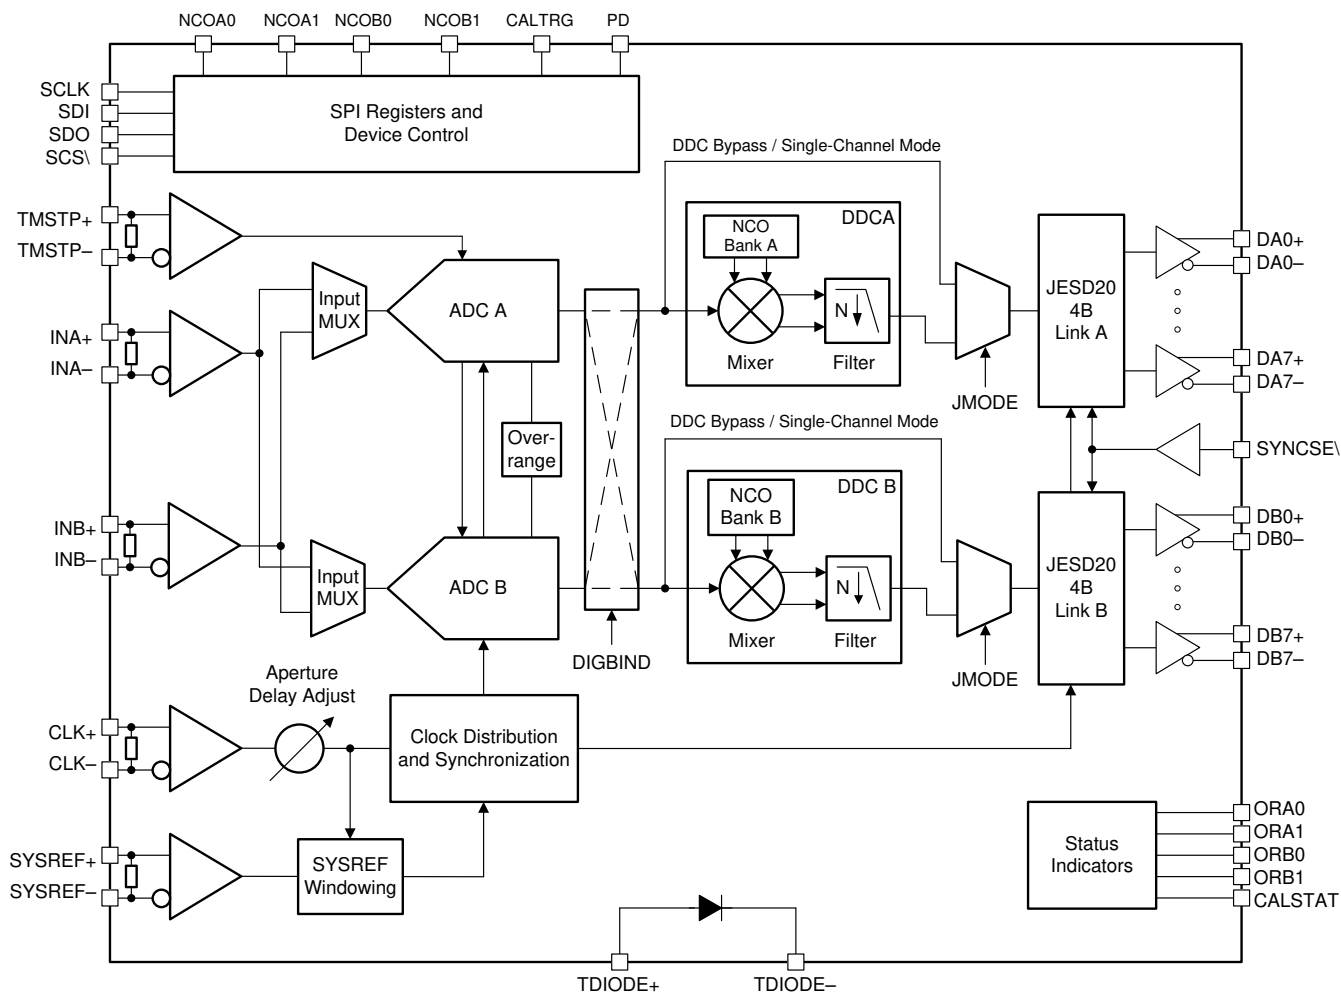 NCOA0 NCOA1 NCOB0 NCOB1 CALTRG PD
SCLK
SDI
SDO
SCS\
SPI Registers and
Device Control
DDC Bypass / Single-Channel Mode
TMSTP+
TMSTP–
DDCA
NCO
Bank A
Mixer
N
Filter
Input
MUX
ADC A
INA+
INA–
JMODE
JESD20
4B
Link A
DA0+
DA0–
DA7+
DA7–
Over-
range
DDC Bypass / Single-Channel Mode
SYNCSE\
INB+
INB–
Input
MUX
ADC B
DDC B
NCO
Bank B
Mixer
N
Filter
DIGBIND
JMODE
JESD20
4B
Link B
DB0+
DB0–
DB7+
DB7–
Aperture
Delay Adjust
CLK+
CLK–
Clock Distribution
and Synchronization
SYSREF+
SYSREF–
SYSREF
Windowing
Status
Indicators
ORA0
ORA1
ORB0
ORB1
CALSTAT
TDIODE+ TDIODE–